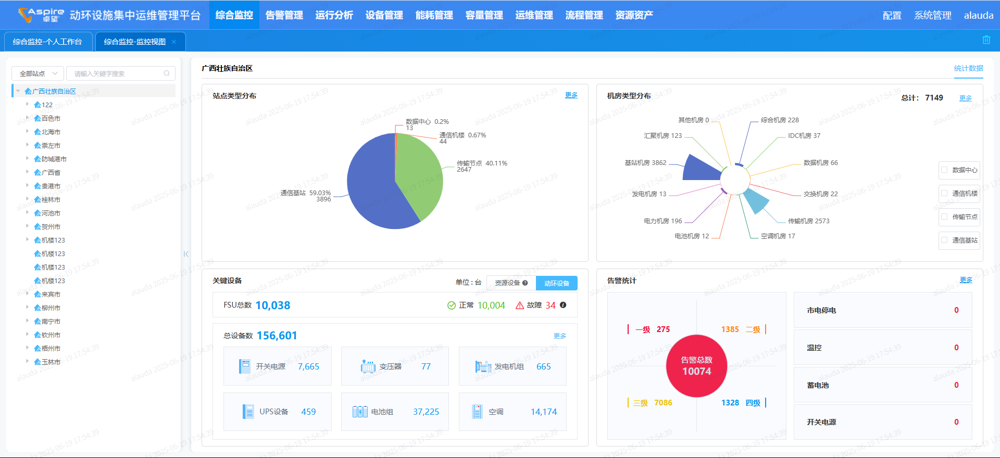 Aspire 卓望 动环设施集中运维管理平台 综合监控 告警管理 运行分析 设备管理 能耗管理 容量管理 运维管理 流程管理 资源资产 配置 系统管理 alauda
综合监控-个人工作台 综合监控-监控视图
全部站点 请输入关键字搜索
广西壮族自治区
122
百色市
北海市
崇左市
防城港市
广西省
贵港市
桂林市
河池市
贺州市
机楼123
机楼123
机楼123
机楼123
来宾市
柳州市
南宁市
钦州市
梧州市
玉林市
广西壮族自治区 统计数据
站点类型分布 更多
数据中心 0.2%
13
通信机楼 0.67%
44
传输节点 40.11%
2647
通信基站 59.03%
3896
机房类型分布 总计： 7149 更多
其他机房 0
综合机房 228
汇聚机房 123
IDC机房 37
基站机房 3862
数据机房 66
发电机房 13
交换机房 22
电力机房 196
传输机房 2573
电池机房 12
空调机房 17
数据中心
通信机楼
传输节点
通信基站
关键设备 单位 : 台 资源设备 动环设备
FSU总数 10,038 正常 10,004 故障 34
总设备数 156,601 更多
开关电源 7,665 变压器 77 发电机组 665
UPS设备 459 电池组 37,225 空调 14,174
告警统计 更多
一级 275 1385 二级
告警总数
10074
三级 7086 1328 四级
市电停电 0
温控 0
蓄电池 0
开关电源 0
alauda 2025-06-19 17:54:39